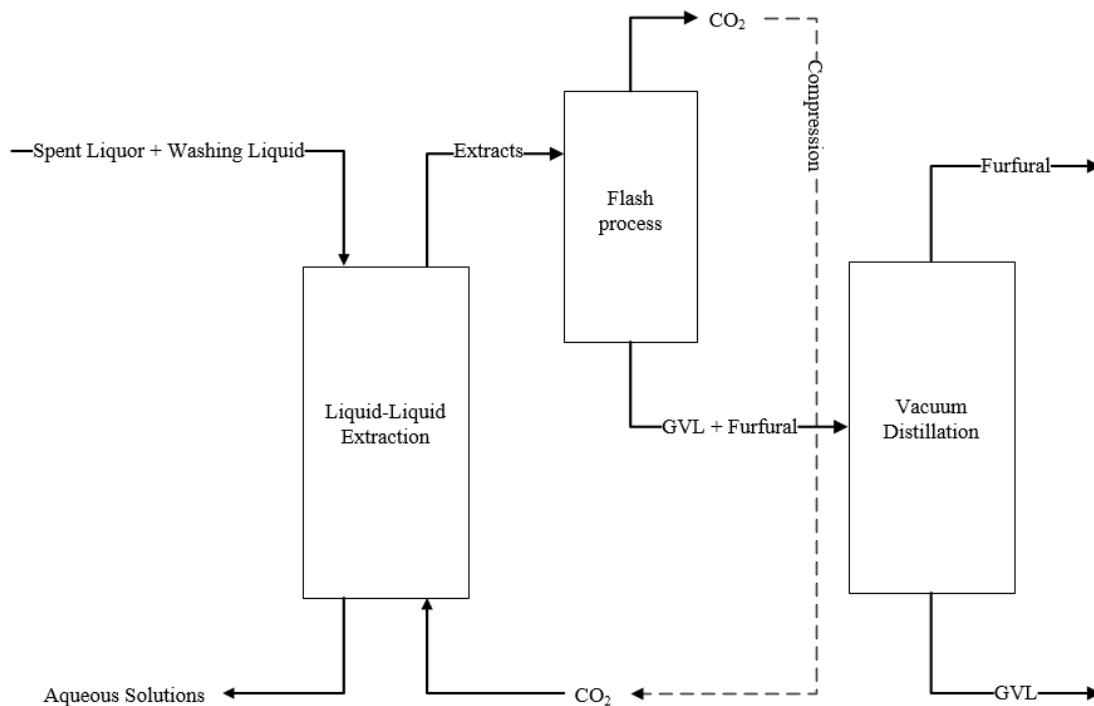 CO₂
Compression
Spent Liquor + Washing Liquid
Extracts
Furfural
Flash
process
Liquid-Liquid
Extraction
GVL + Furfural
Vacuum
Distillation
Aqueous Solutions
CO₂
GVL